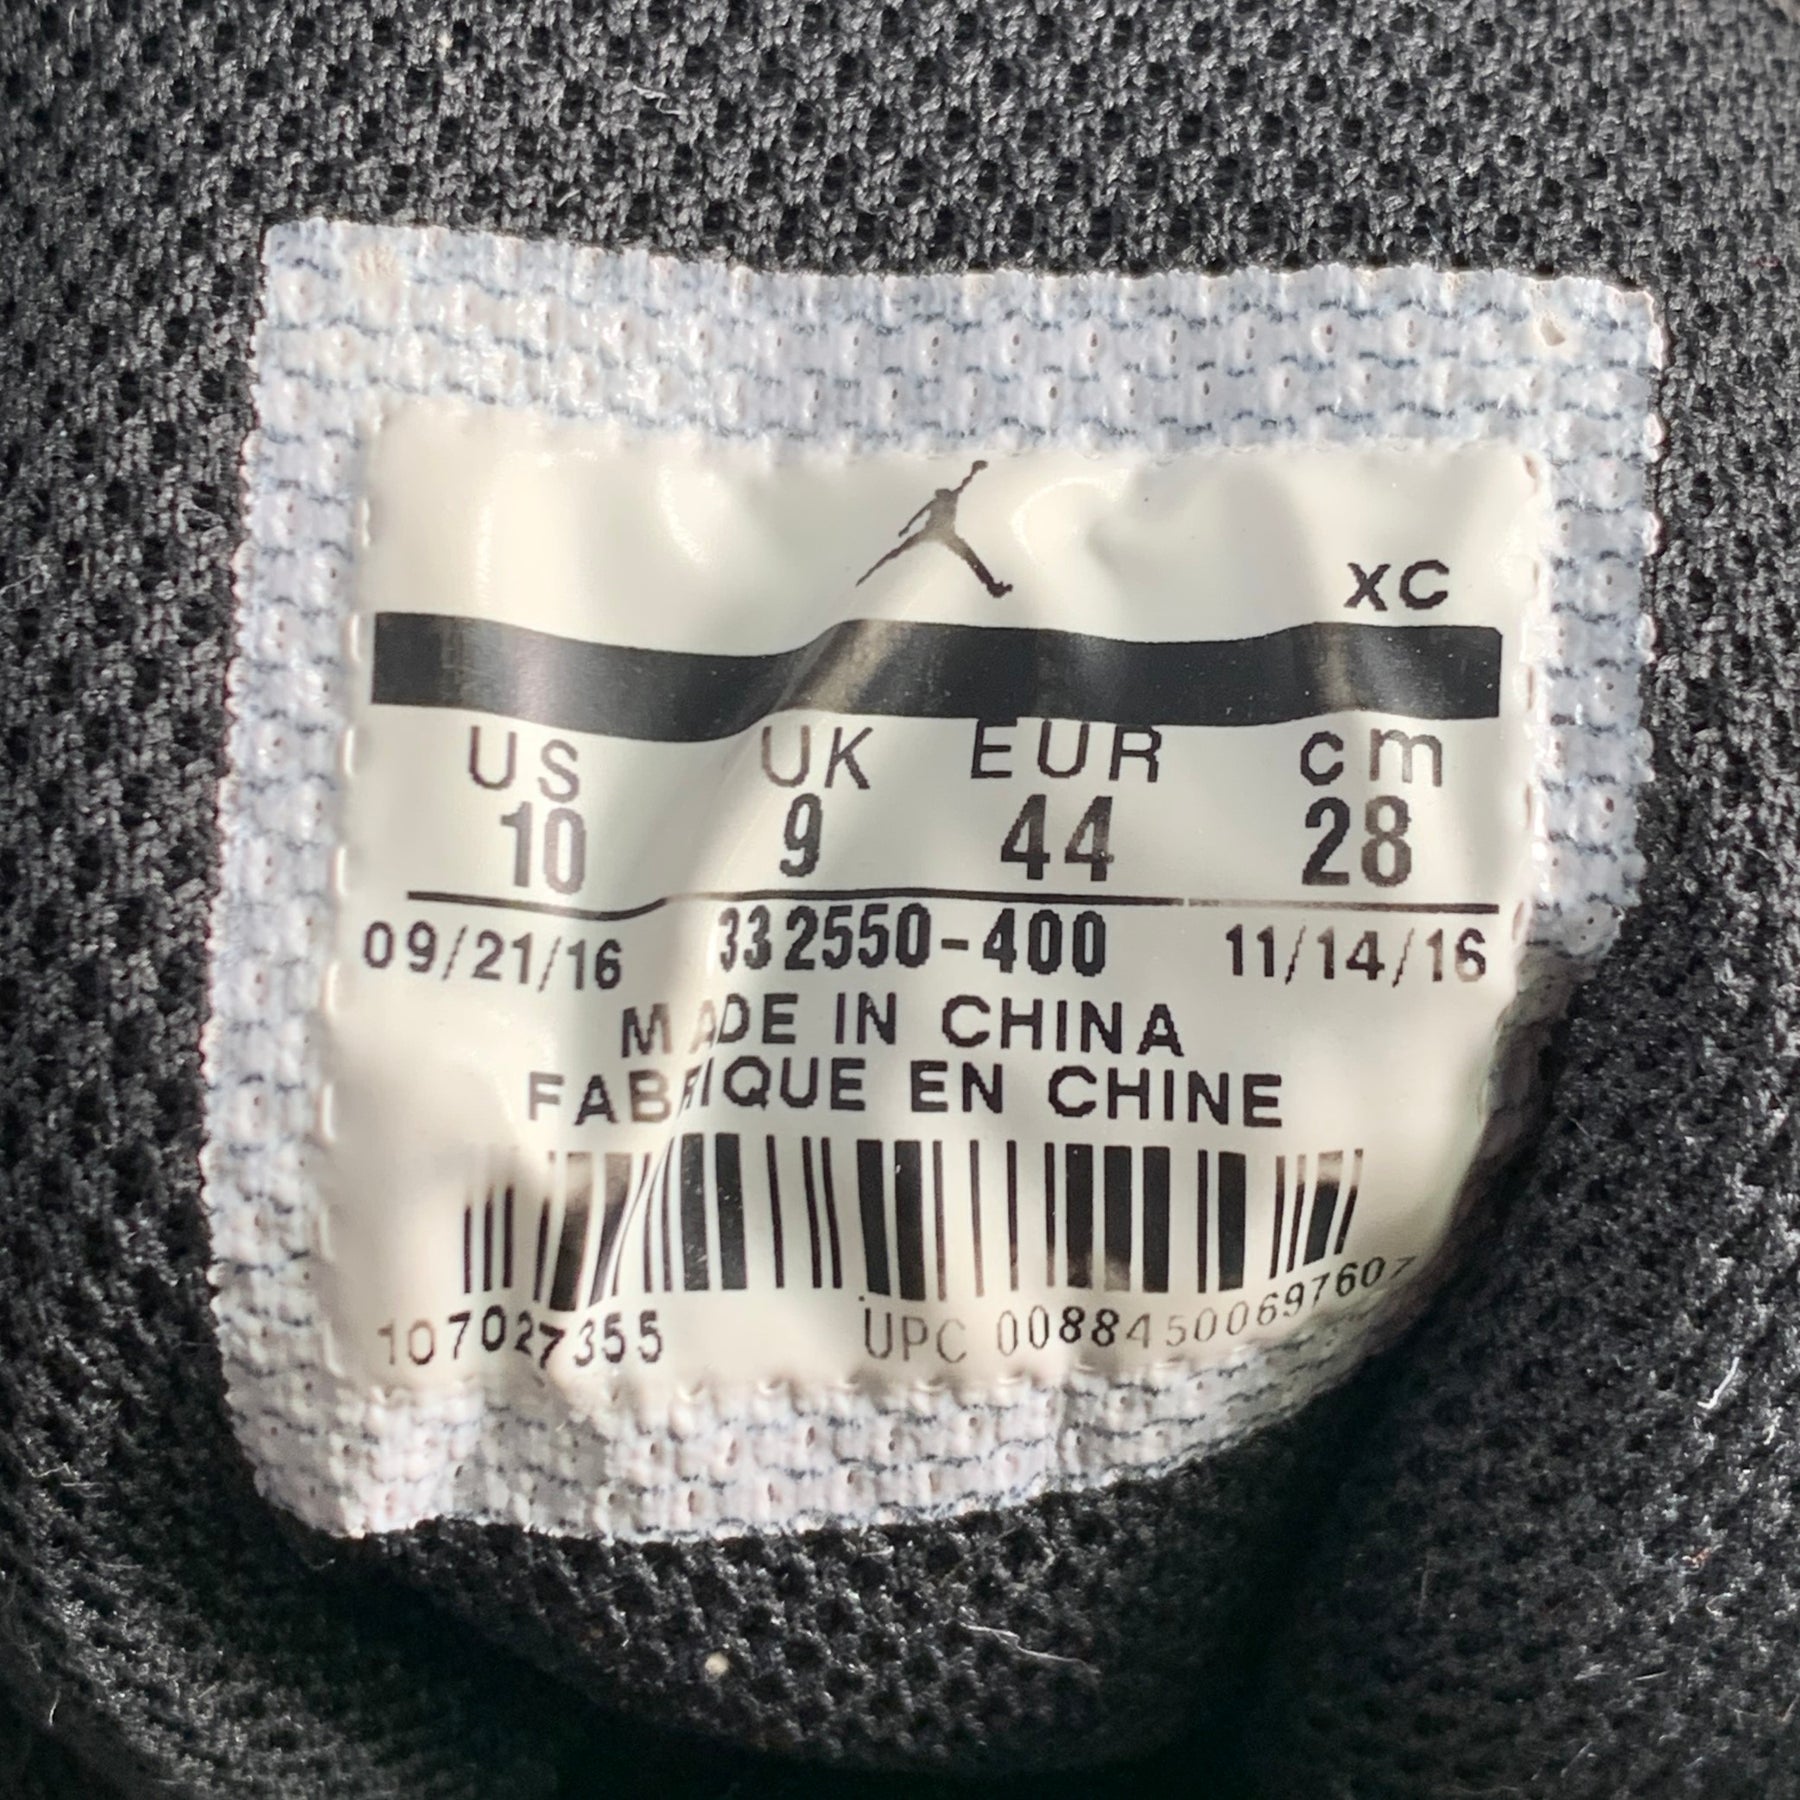 XC
US UK EUR cm
10 9 44 28
09/21/16 332550-400 11/14/16
MADE IN CHINA
FABRIQUE EN CHINE
107027355 UPC 00884500697607